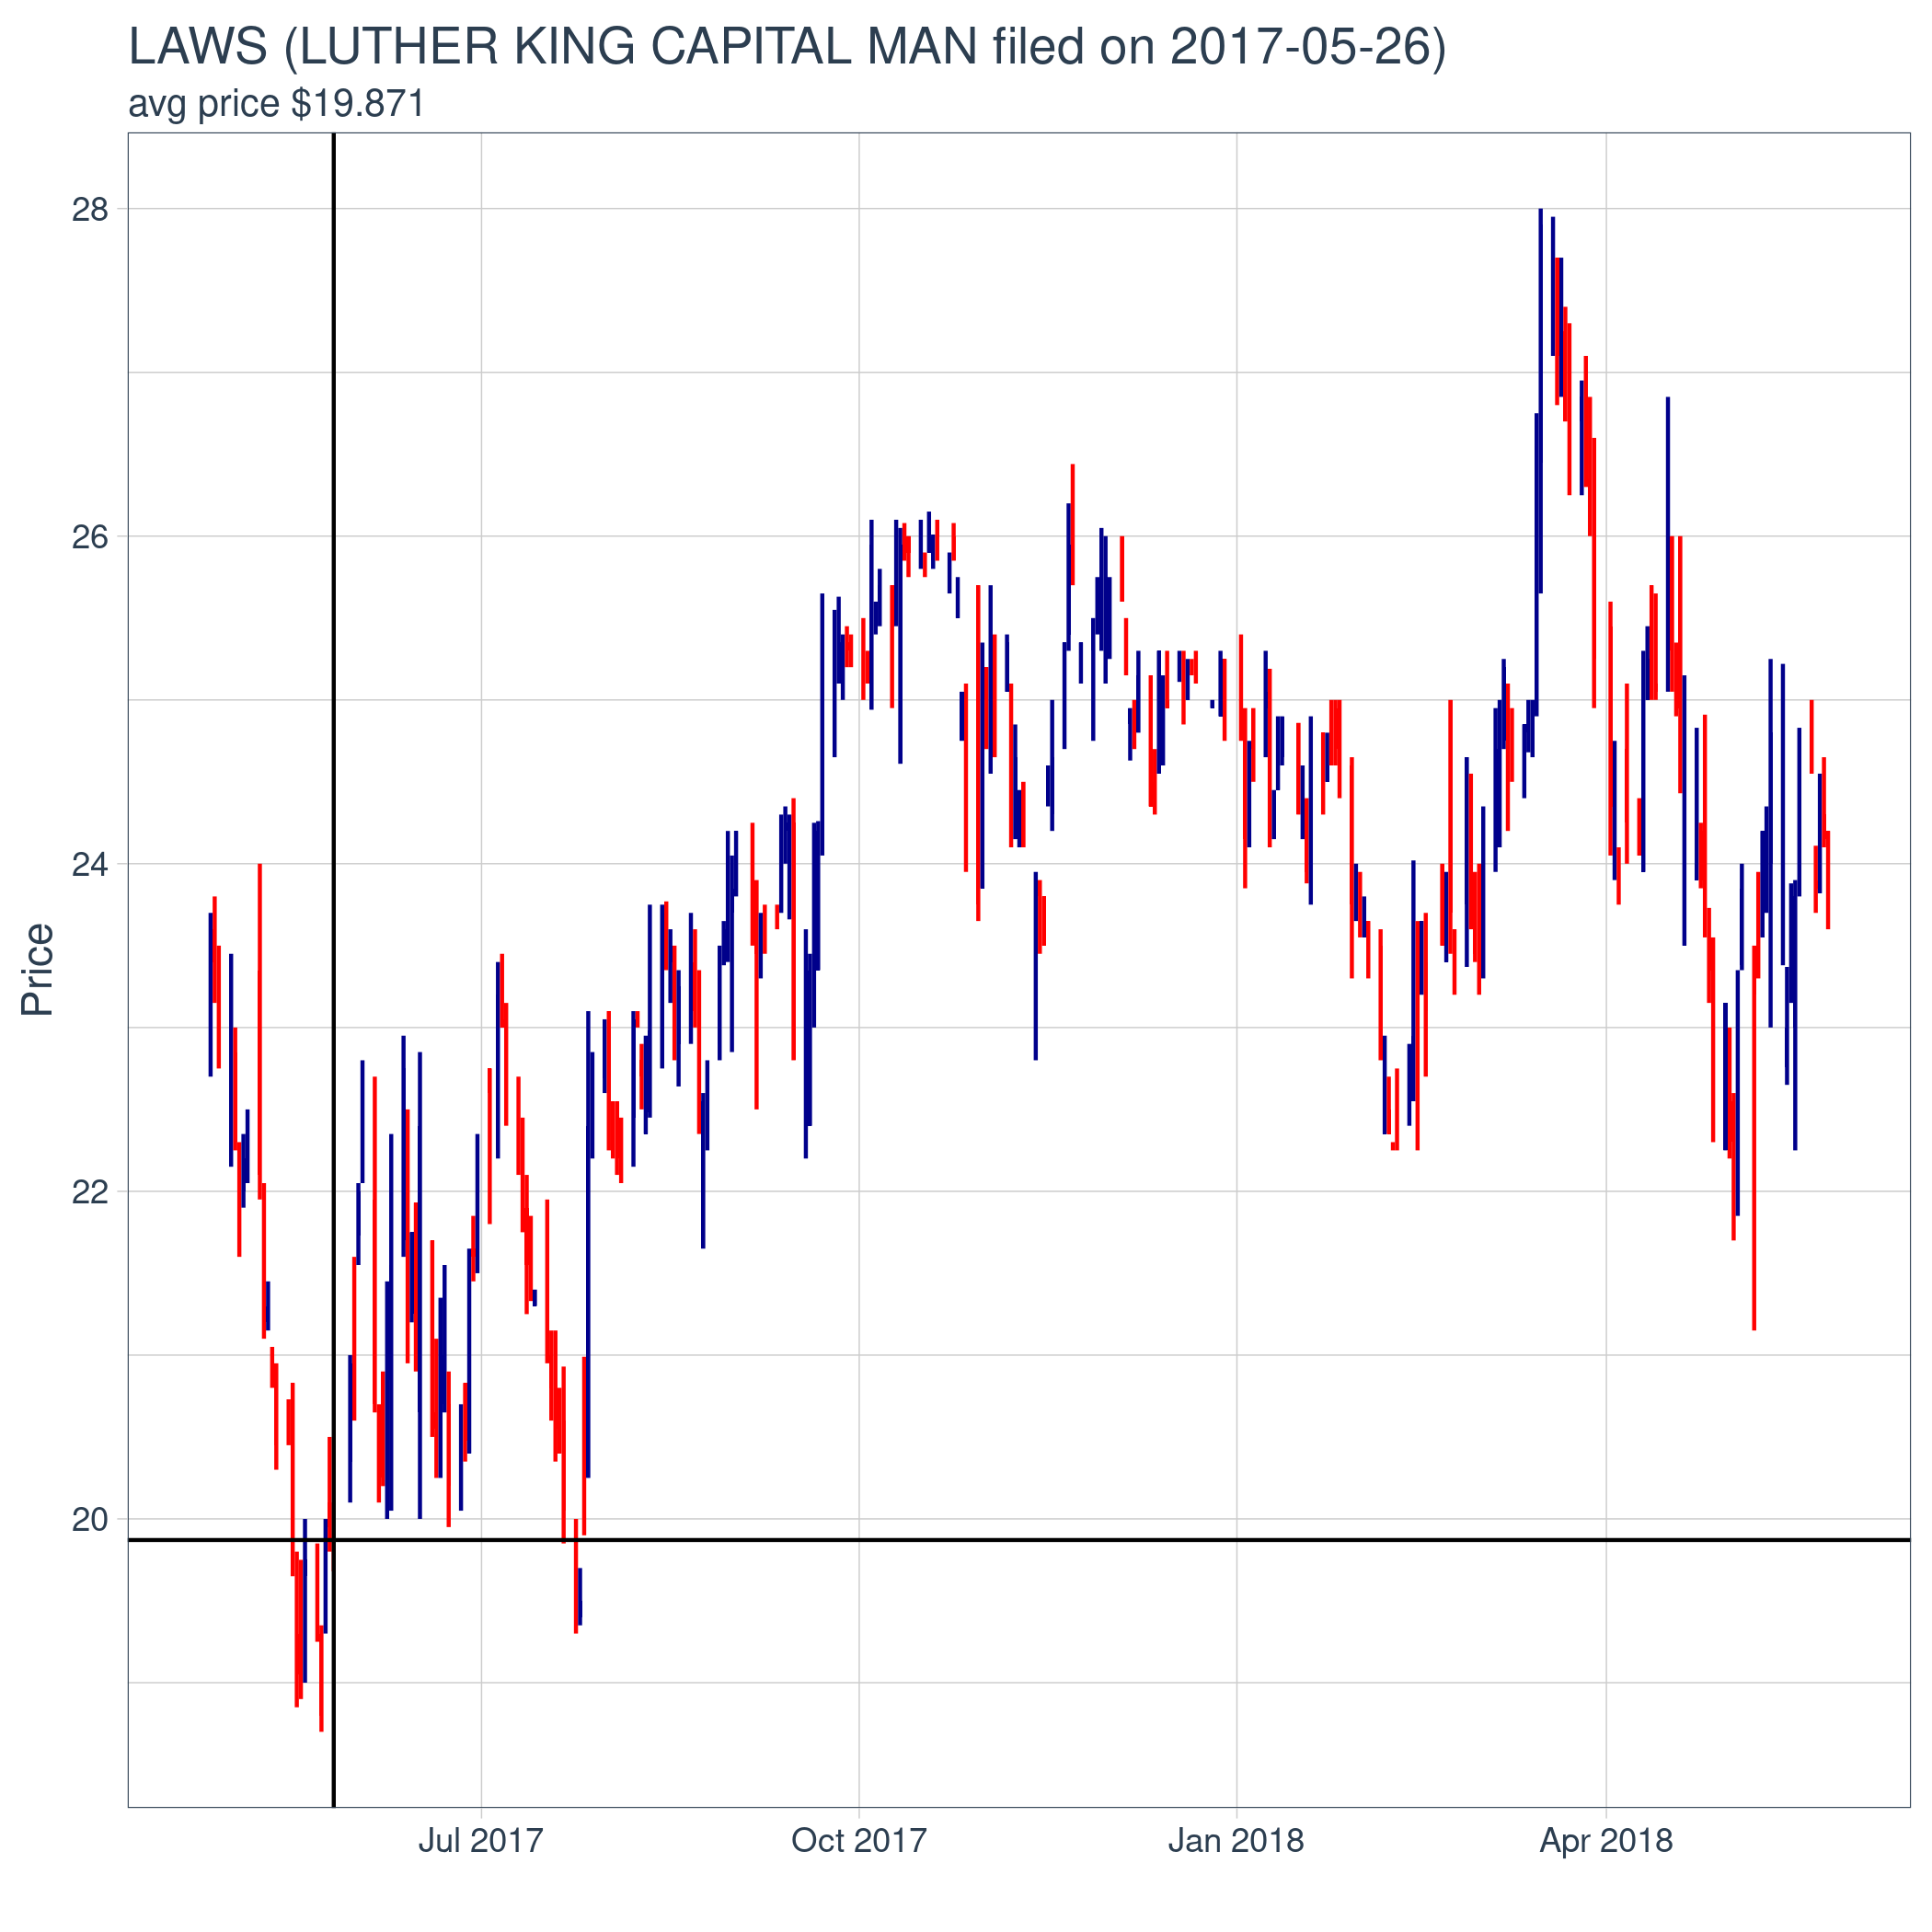 LAWS (LUTHER KING CAPITAL MAN filed on 2017-05-26)
avg price $19.871
28
26
24
22
20
Price
Jul 2017
Oct 2017
Jan 2018
Apr 2018